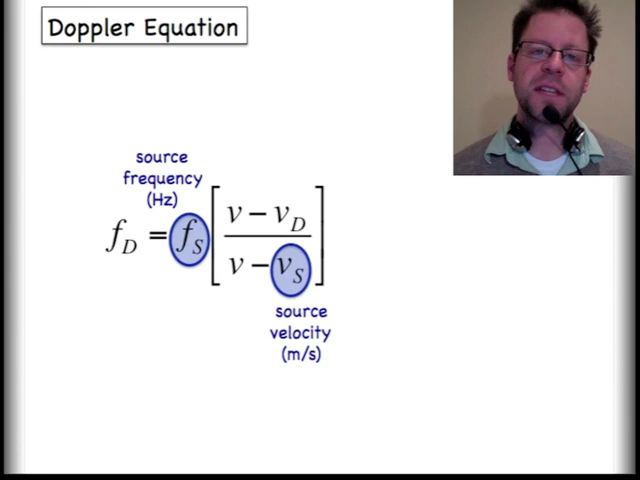 Doppler Equation
source
frequency
(Hz)
f_D = f_S [ (v − v_D) / (v − v_S) ]
source
velocity
(m/s)